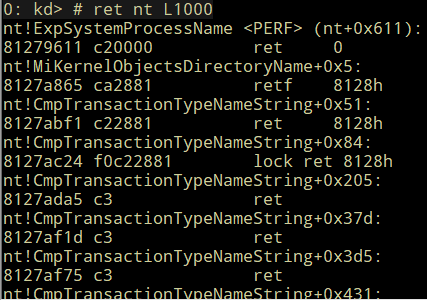 0: kd> # ret nt L1000
nt!ExpSystemProcessName <PERF> (nt+0x611):
81279611 c20000 ret 0
nt!MiKernelObjectsDirectoryName+0x5:
8127a865 ca2881 retf 8128h
nt!CmpTransactionTypeNameString+0x51:
8127abf1 c22881 ret 8128h
nt!CmpTransactionTypeNameString+0x84:
8127ac24 f0c22881 lock ret 8128h
nt!CmpTransactionTypeNameString+0x205:
8127ada5 c3 ret
nt!CmpTransactionTypeNameString+0x37d:
8127af1d c3 ret
nt!CmpTransactionTypeNameString+0x3d5:
8127af75 c3 ret
nt!CmpTransactionTypeNameString+0x431: